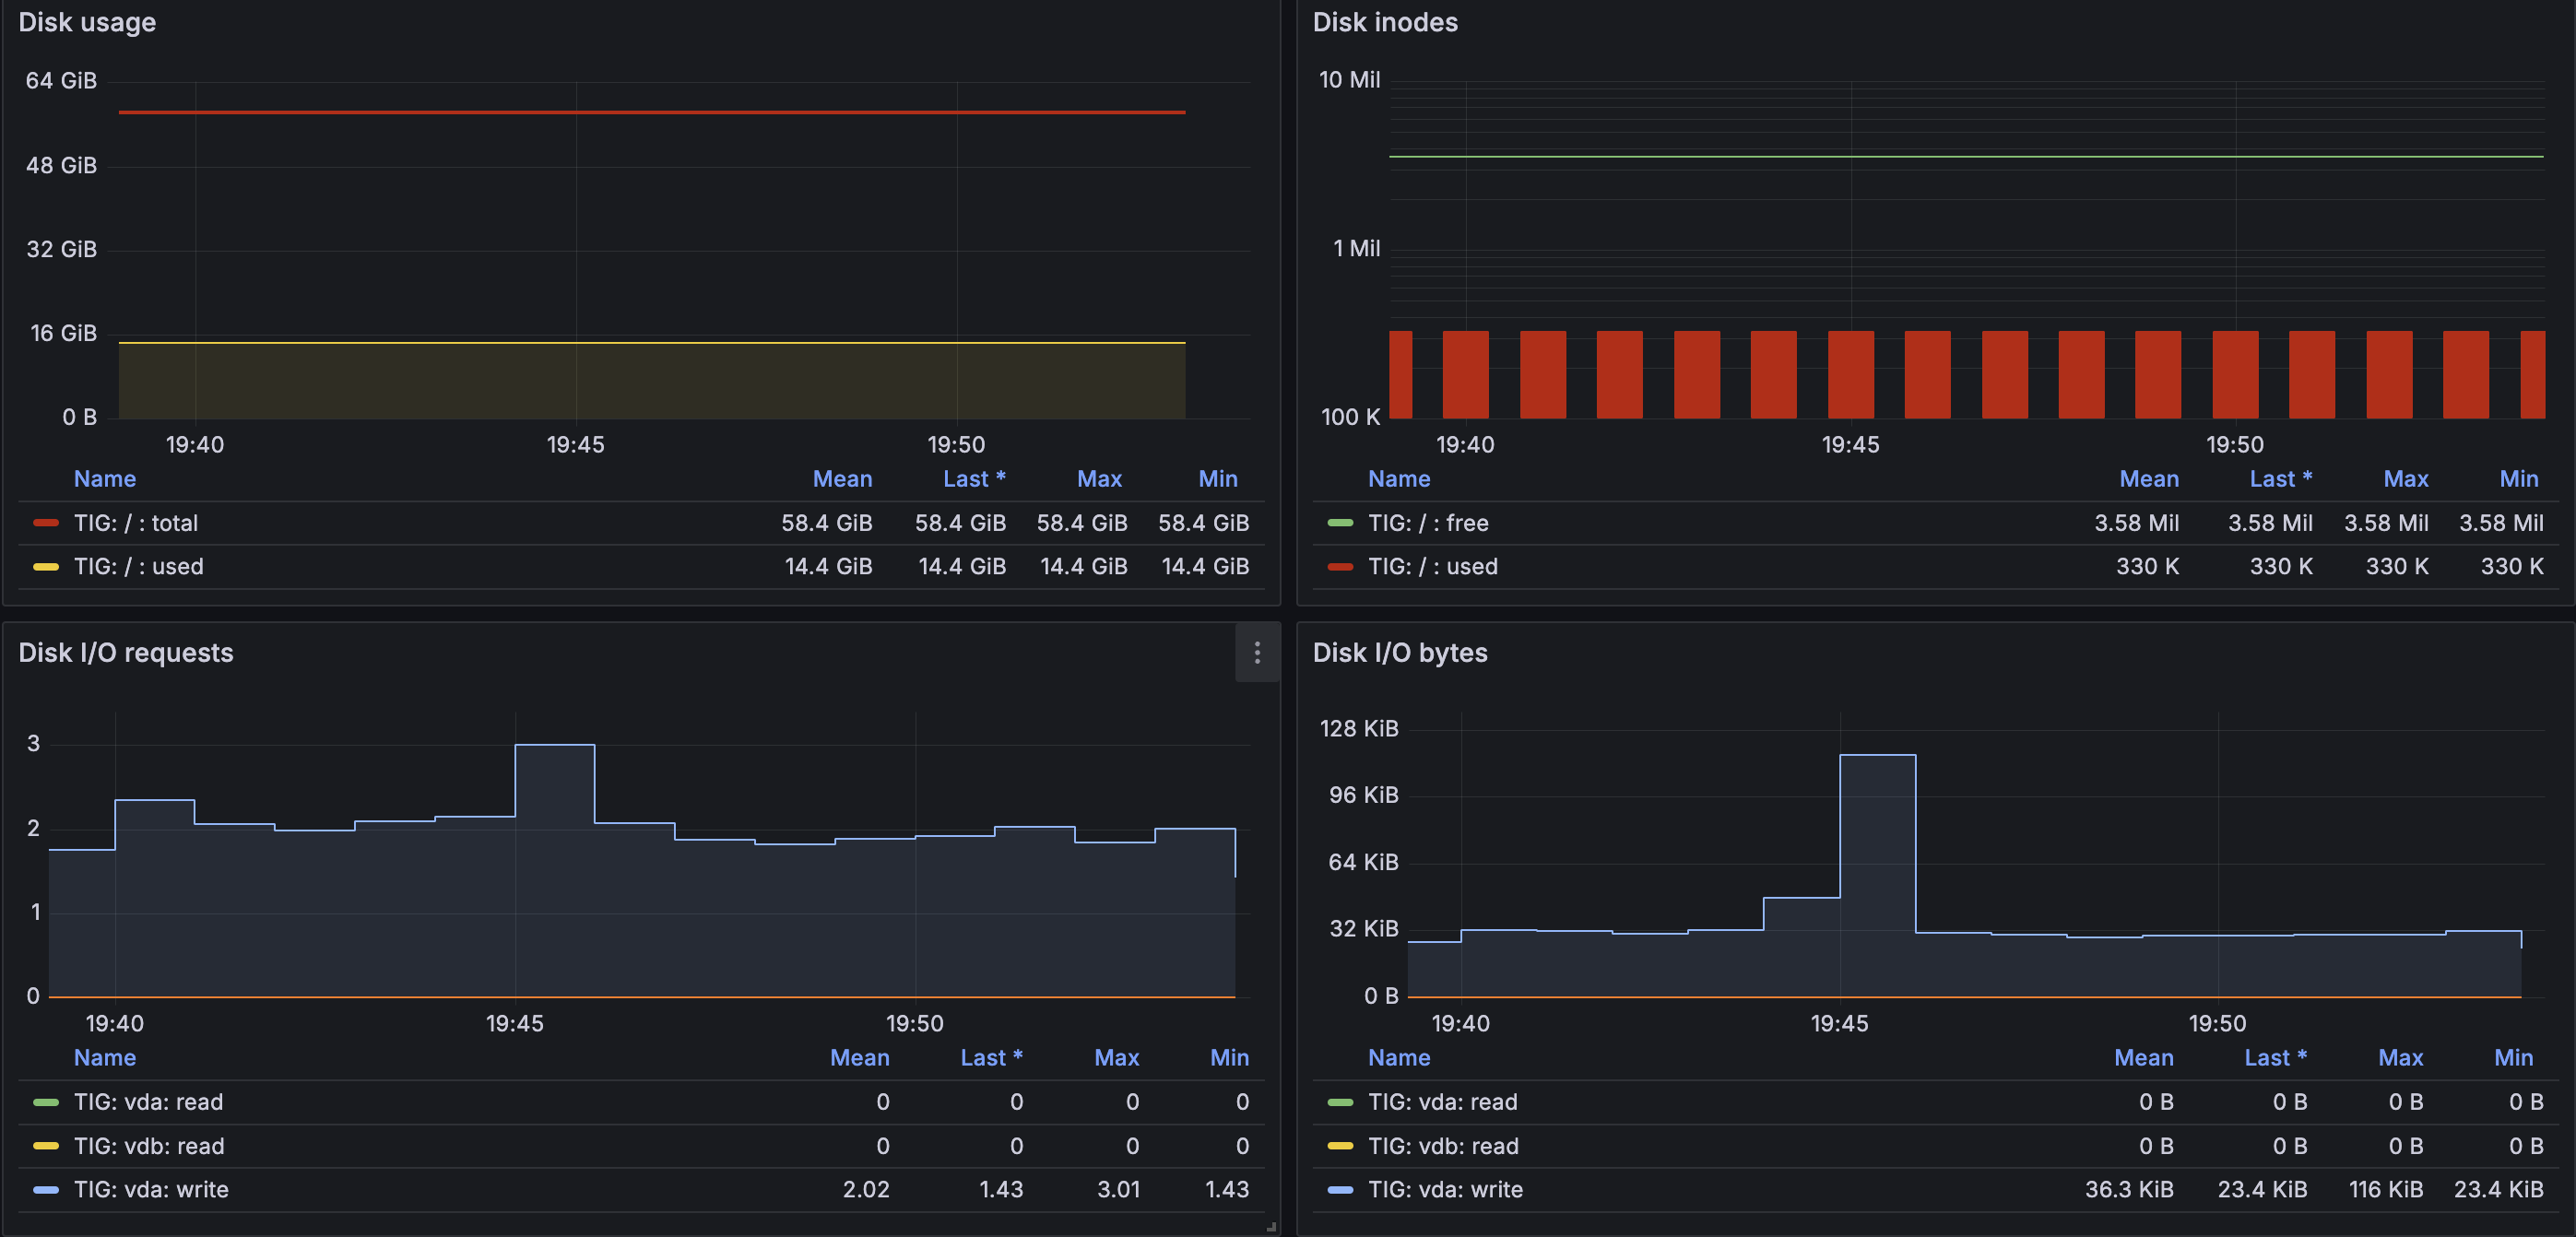 Disk usage
64 GiB
48 GiB
32 GiB
16 GiB
0 B
19:40 19:45 19:50
Name Mean Last * Max Min
TIG: / : total 58.4 GiB 58.4 GiB 58.4 GiB 58.4 GiB
TIG: / : used 14.4 GiB 14.4 GiB 14.4 GiB 14.4 GiB
Disk inodes
10 Mil
1 Mil
100 K
19:40 19:45 19:50
Name Mean Last * Max Min
TIG: / : free 3.58 Mil 3.58 Mil 3.58 Mil 3.58 Mil
TIG: / : used 330 K 330 K 330 K 330 K
Disk I/O requests
3
2
1
0
19:40 19:45 19:50
Name Mean Last * Max Min
TIG: vda: read 0 0 0 0
TIG: vdb: read 0 0 0 0
TIG: vda: write 2.02 1.43 3.01 1.43
Disk I/O bytes
128 KiB
96 KiB
64 KiB
32 KiB
0 B
19:40 19:45 19:50
Name Mean Last * Max Min
TIG: vda: read 0 B 0 B 0 B 0 B
TIG: vdb: read 0 B 0 B 0 B 0 B
TIG: vda: write 36.3 KiB 23.4 KiB 116 KiB 23.4 KiB